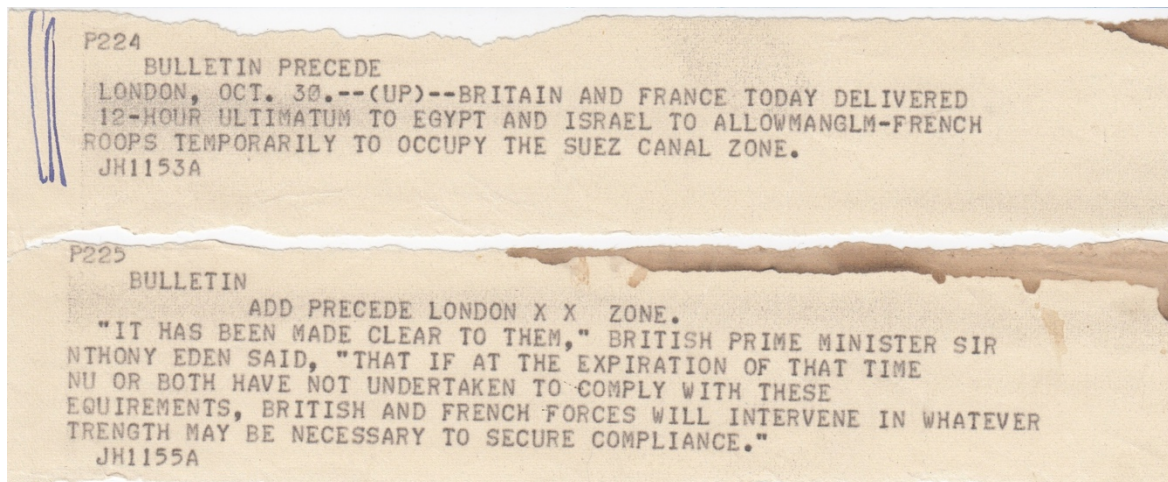 P224
BULLETIN PRECEDE
LONDON, OCT. 30.--(UP)--BRITAIN AND FRANCE TODAY DELIVERED
12-HOUR ULTIMATUM TO EGYPT AND ISRAEL TO ALLOWMANGLM-FRENCH
ROOPS TEMPORARILY TO OCCUPY THE SUEZ CANAL ZONE.
JH1153A
P225
BULLETIN
ADD PRECEDE LONDON X X ZONE.
"IT HAS BEEN MADE CLEAR TO THEM," BRITISH PRIME MINISTER SIR
NTHONY EDEN SAID, "THAT IF AT THE EXPIRATION OF THAT TIME
NU OR BOTH HAVE NOT UNDERTAKEN TO COMPLY WITH THESE
EQUIREMENTS, BRITISH AND FRENCH FORCES WILL INTERVENE IN WHATEVER
TRENGTH MAY BE NECESSARY TO SECURE COMPLIANCE."
JH1155A